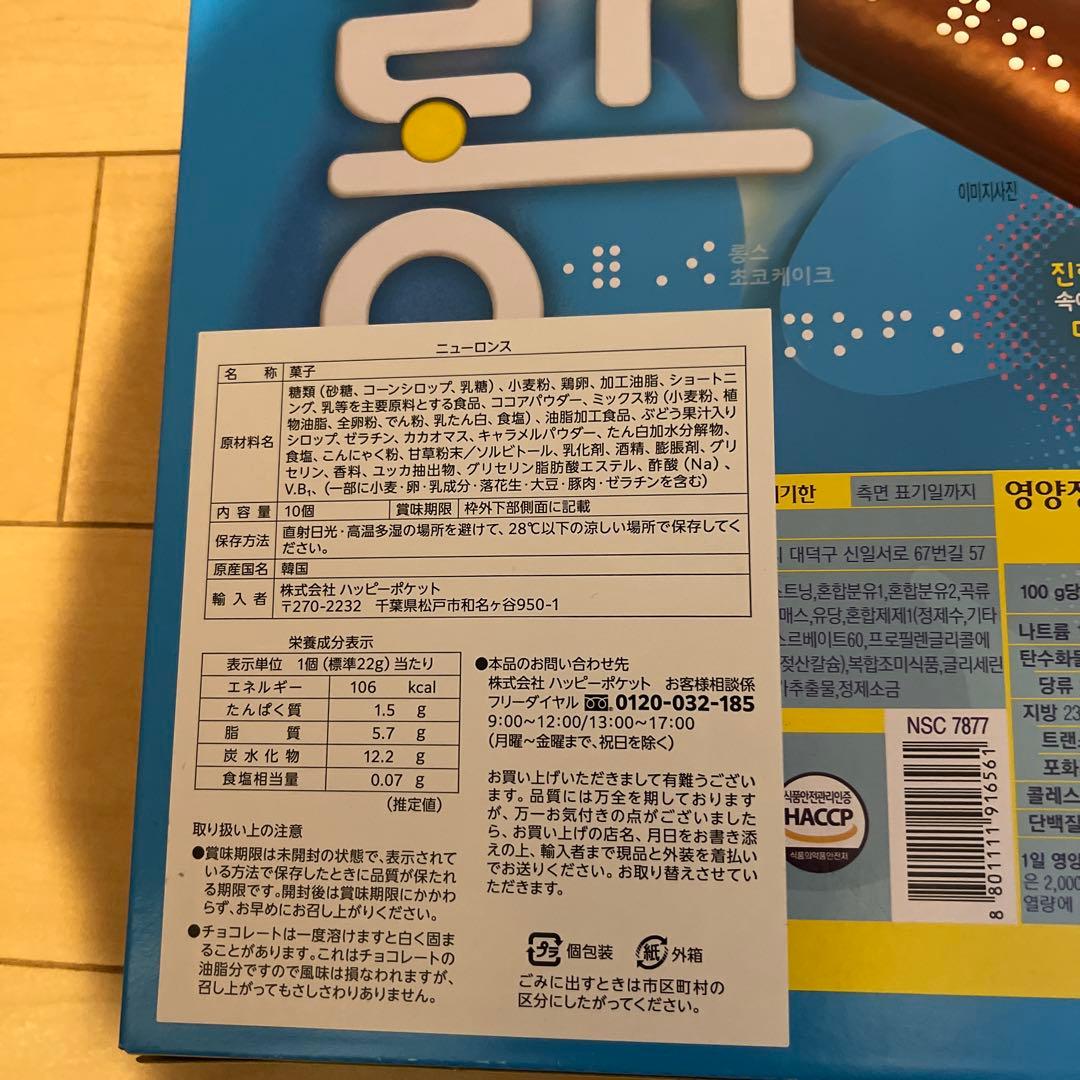 이미지사진
롱스
초코케이크
ニューロンス
名 称 菓子
原材料名
糖類(砂糖、コーンシロップ、乳糖)、小麦粉、鶏卵、加工油脂、ショートニ
ング、乳等を主要原料とする食品、ココアパウダー、ミックス粉(小麦粉、植
物油脂、全卵粉、でん粉、乳たん白、食塩)、油脂加工食品、ぶどう果汁入り
シロップ、ゼラチン、カカオマス、キャラメルパウダー、たん白加水分解物、
食塩、こんにゃく粉、甘草粉末/ソルビトール、乳化剤、酒精、膨脹剤、グリ
セリン、香料、ユッカ抽出物、グリセリン脂肪酸エステル、酢酸(Na)、
V.B₁、(一部に小麦・卵・乳成分・落花生・大豆・豚肉・ゼラチンを含む)
内 容 量 10個 賞味期限 枠外下部側面に記載
保存方法 直射日光・高温多湿の場所を避けて、28℃以下の涼しい場所で保存してく
ださい。
原産国名 韓国
輸 入 者 株式会社 ハッピーポケット
〒270-2232 千葉県松戸市和名ヶ谷950-1
栄養成分表示
表示単位 1個(標準22g)当たり
エネルギー 106 kcal
たんぱく質 1.5 g
脂 質 5.7 g
炭水化物 12.2 g
食塩相当量 0.07 g
(推定値)
●本品のお問い合わせ先
株式会社 ハッピーポケット お客様相談係
フリーダイヤル 0120-032-185
9:00~12:00/13:00~17:00
(月曜~金曜まで、祝日を除く)
お買い上げいただきまして有難うござい
ます。品質には万全を期しております
が、万一お気付きの点がございました
ら、お買い上げの店名、月日をお書き添
えの上、輸入者まで現品と外装を着払い
でお送りください。お取り替えさせてい
ただきます。
取り扱い上の注意
●賞味期限は未開封の状態で、表示されて
いる方法で保存したときに品質が保たれ
る期限です。開封後は賞味期限にかかわ
らず、お早めにお召し上がりください。
●チョコレートは一度溶けますと白く固ま
ることがあります。これはチョコレートの
油脂分ですので風味は損なわれますが、
召し上がってもさしさわりありません。
プラ 個包装 紙 外箱
ごみに出すときは市区町村の
区分にしたがってください。
기한 측면 표기일까지
대덕구 신일서로 67번길 57
트닝,혼합분유1,혼합분유2,곡류
매스,유당,혼합제제1(정제수,기타
르베이트60,프로필렌글리콜에
(젖산칼슘),복합조미식품,글리세린
추출물,정제소금
식품안전관리인증
HACCP
식품의약품안전처
NSC 7877
8 801111 916561
영양정
100 g당
나트륨
탄수화물
당류
지방 23
트랜스
포화
콜레스
단백질
1일 영양
은 2,000
열량에